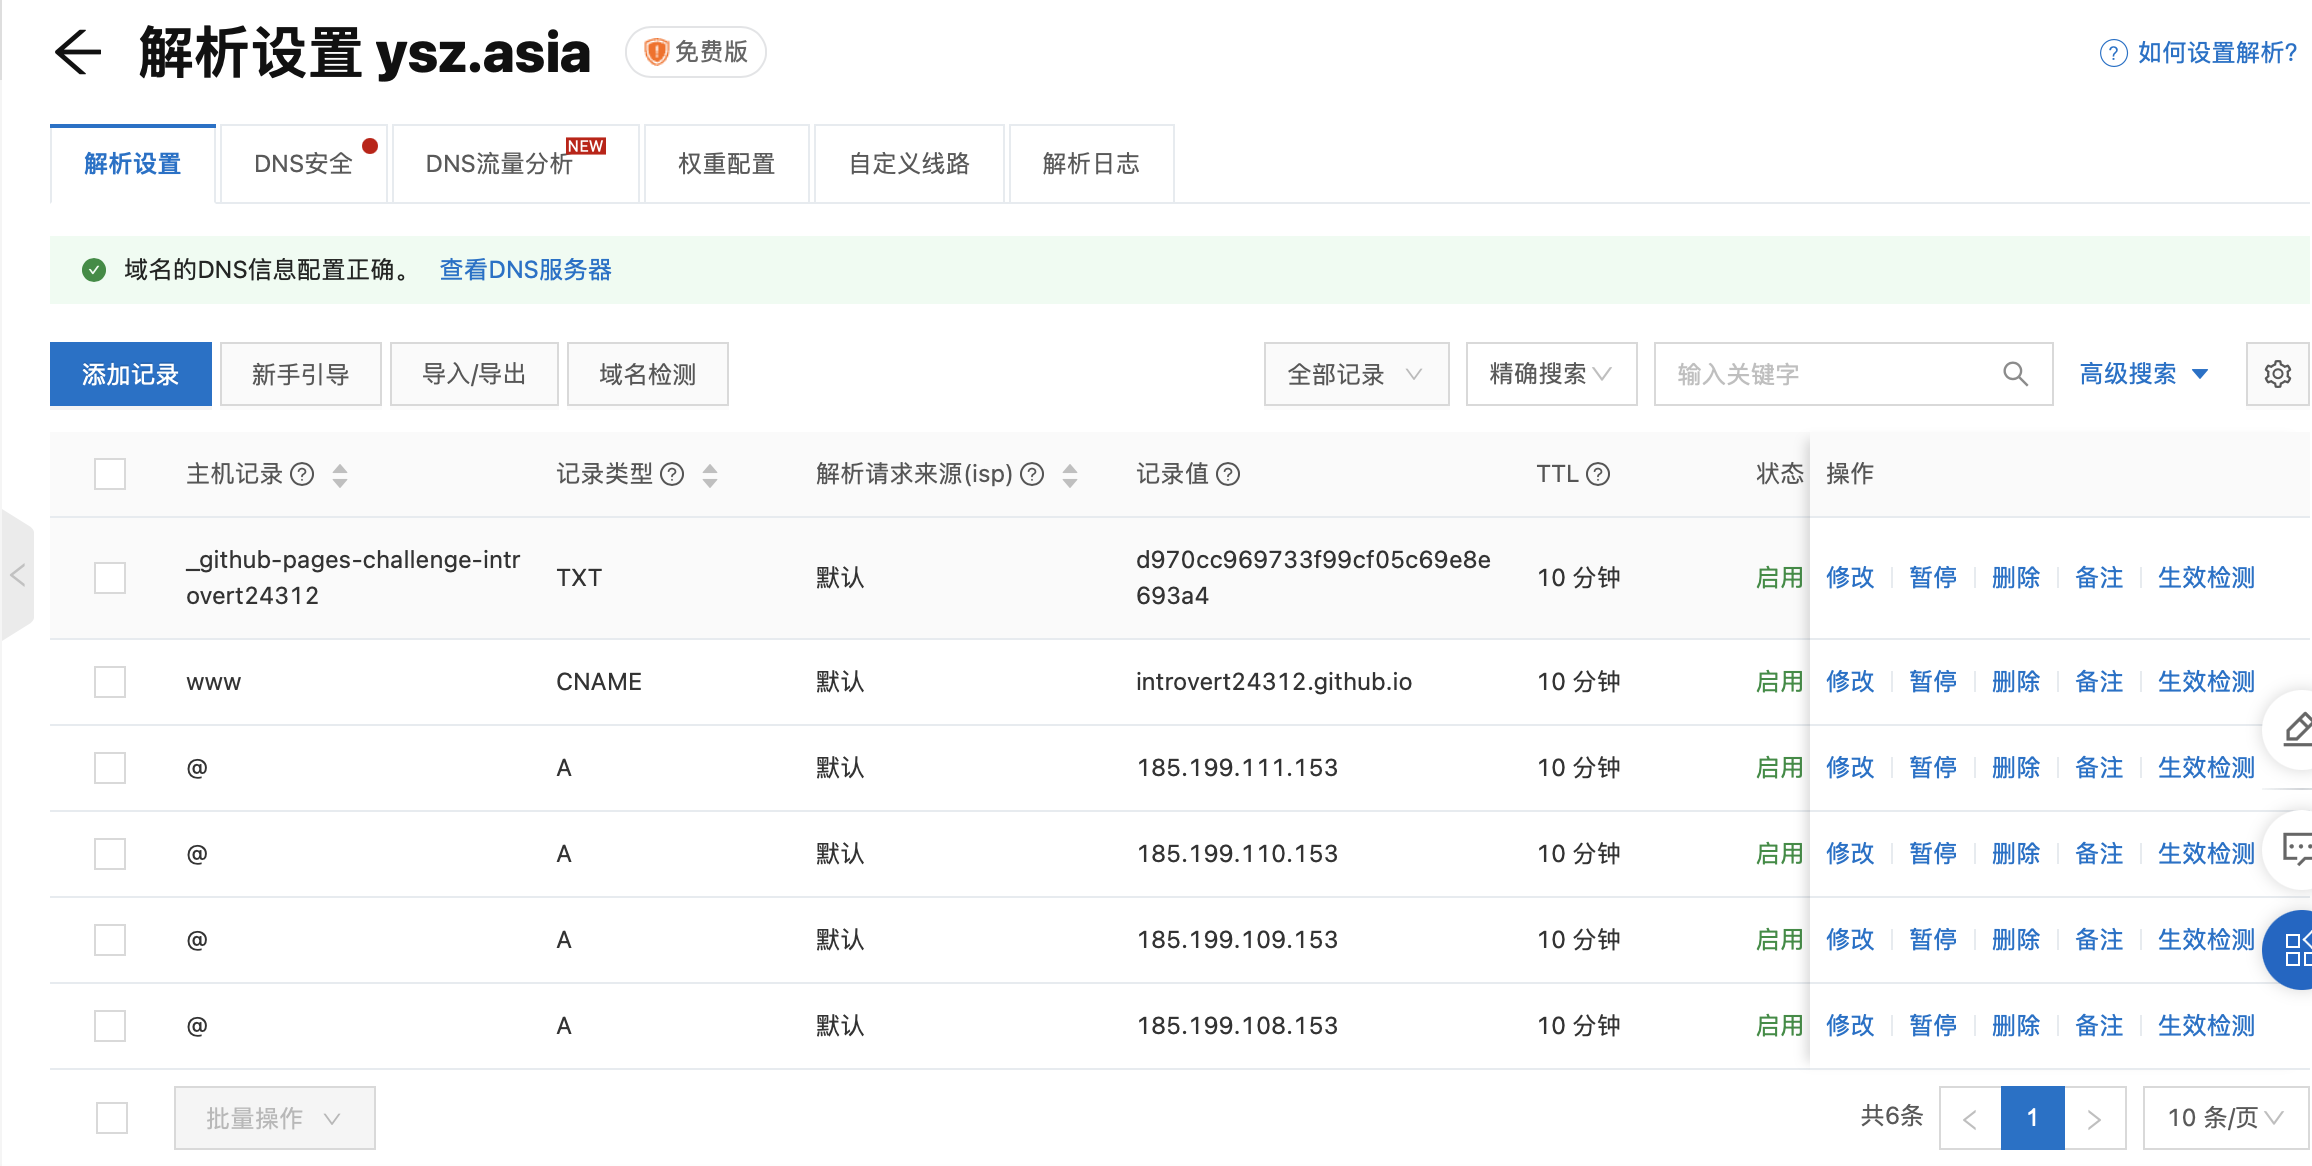 解析设置 ysz.asia 免费版 如何设置解析?
解析设置 DNS安全 DNS流量分析 NEW 权重配置 自定义线路 解析日志
域名的DNS信息配置正确。 查看DNS服务器
添加记录 新手引导 导入/导出 域名检测 全部记录 精确搜索 输入关键字 高级搜索
主机记录 记录类型 解析请求来源(isp) 记录值 TTL 状态 操作
_github-pages-challenge-intr
overt24312 TXT 默认 d970cc969733f99cf05c69e8e
693a4 10 分钟 启用 修改 暂停 删除 备注 生效检测
www CNAME 默认 introvert24312.github.io 10 分钟 启用 修改 暂停 删除 备注 生效检测
@ A 默认 185.199.111.153 10 分钟 启用 修改 暂停 删除 备注 生效检测
@ A 默认 185.199.110.153 10 分钟 启用 修改 暂停 删除 备注 生效检测
@ A 默认 185.199.109.153 10 分钟 启用 修改 暂停 删除 备注 生效检测
@ A 默认 185.199.108.153 10 分钟 启用 修改 暂停 删除 备注 生效检测
批量操作 共6条 1 10 条/页